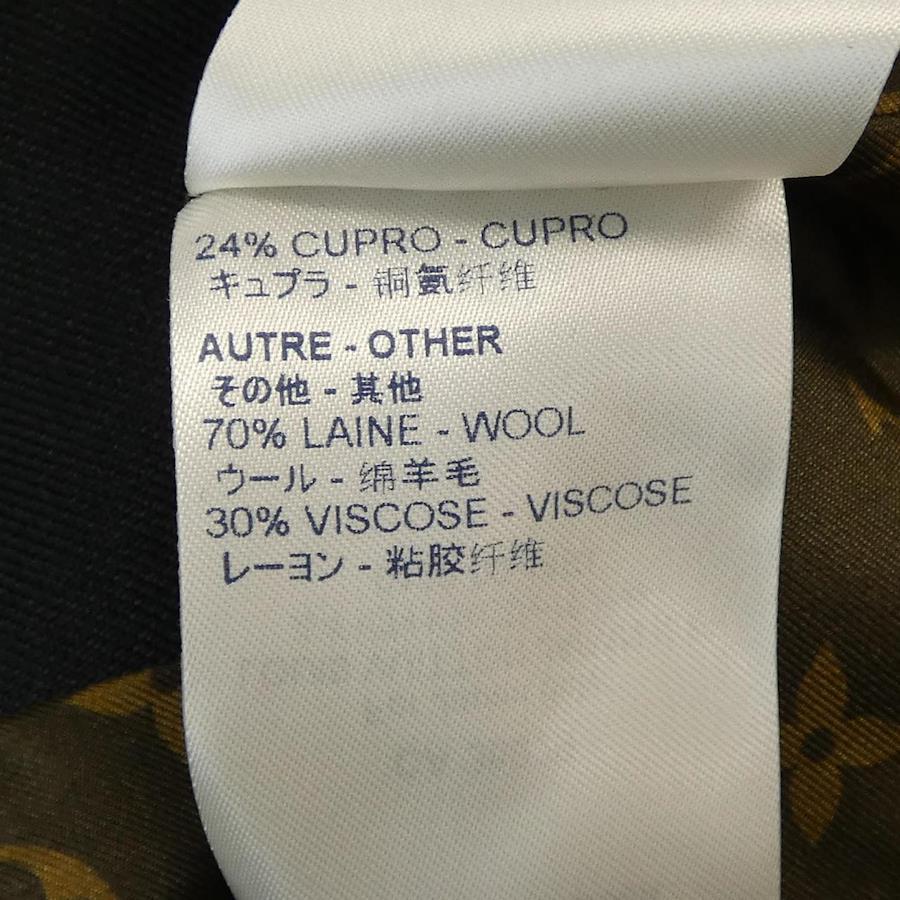 24% CUPRO - CUPRO
キュプラ - 铜氨纤维
AUTRE - OTHER
その他 - 其他
70% LAINE - WOOL
ウール - 绵羊毛
30% VISCOSE - VISCOSE
レーヨン - 粘胶纤维